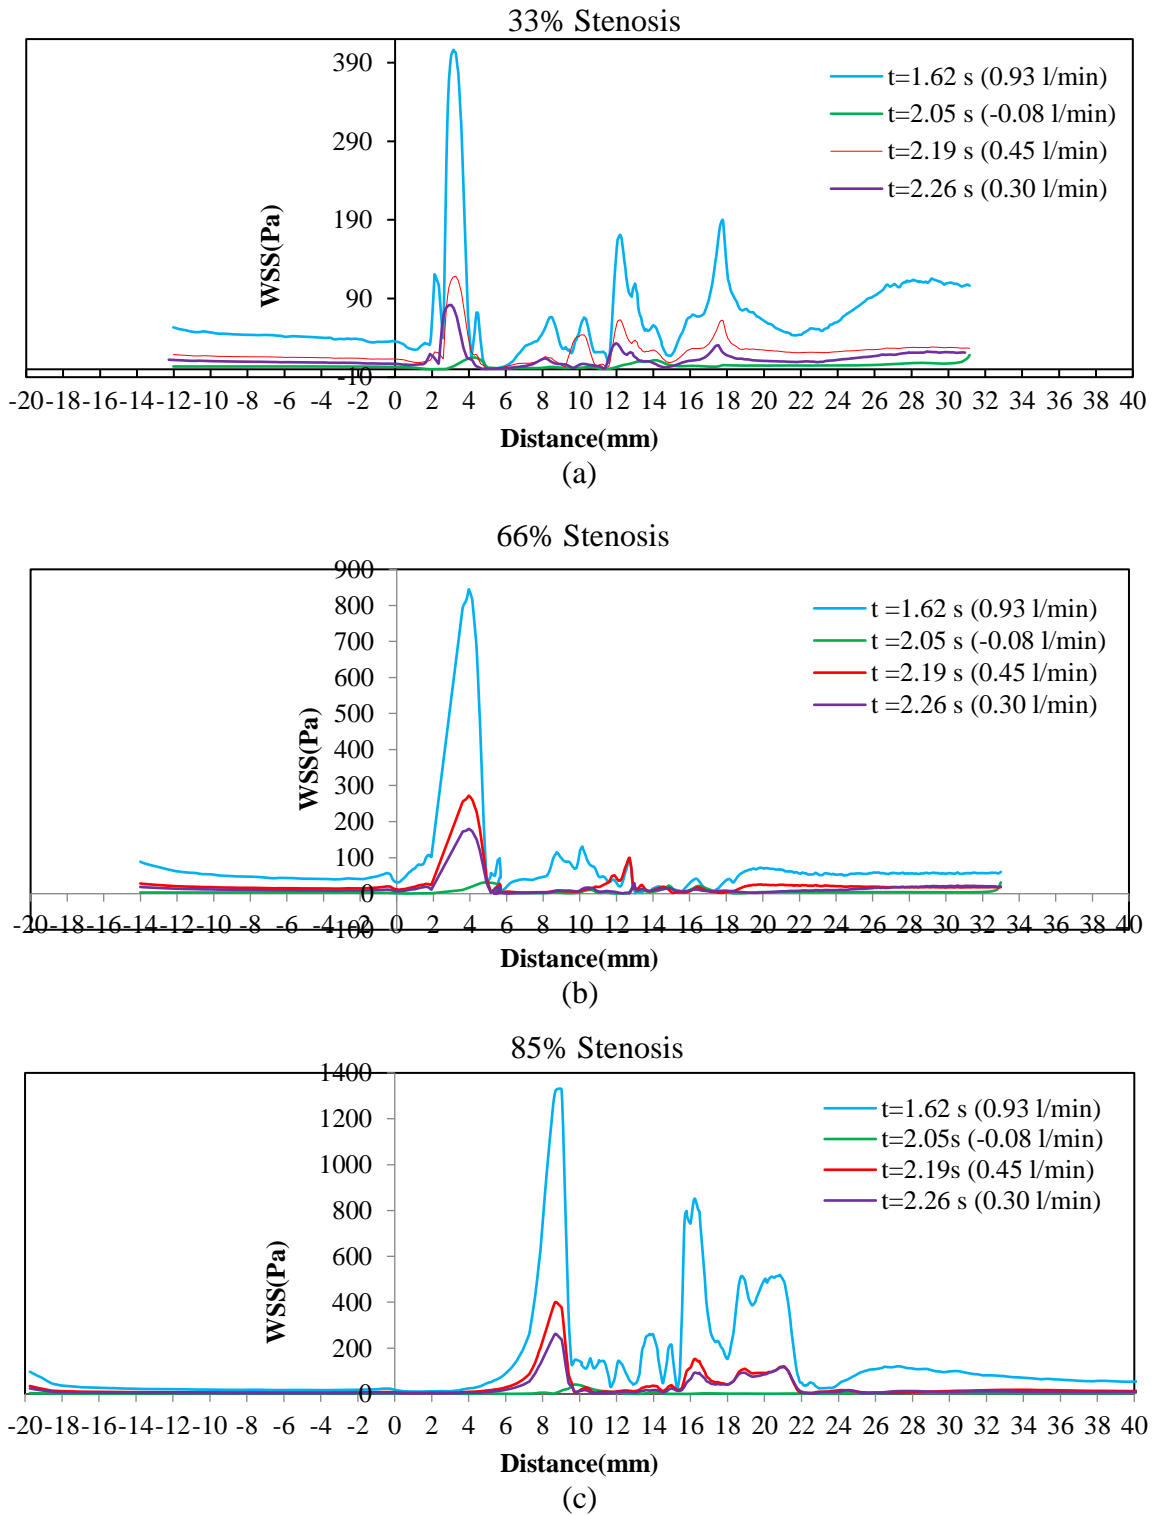 33% Stenosis
390
290
190
90
-10
WSS(Pa)
t=1.62 s (0.93 l/min)
t=2.05 s (-0.08 l/min)
t=2.19 s (0.45 l/min)
t=2.26 s (0.30 l/min)
-20 -18 -16 -14 -12 -10 -8 -6 -4 -2 0 2 4 6 8 10 12 14 16 18 20 22 24 26 28 30 32 34 36 38 40
Distance(mm)
(a)
66% Stenosis
900
800
700
600
500
400
300
200
100
0
-100
WSS(Pa)
t =1.62 s (0.93 l/min)
t =2.05 s (-0.08 l/min)
t =2.19 s (0.45 l/min)
t =2.26 s (0.30 l/min)
-20 -18 -16 -14 -12 -10 -8 -6 -4 -2 0 2 4 6 8 10 12 14 16 18 20 22 24 26 28 30 32 34 36 38 40
Distance(mm)
(b)
85% Stenosis
1400
1200
1000
800
600
400
200
0
WSS(Pa)
t=1.62 s (0.93 l/min)
t=2.05s (-0.08 l/min)
t=2.19s (0.45 l/min)
t=2.26 s (0.30 l/min)
-20 -18 -16 -14 -12 -10 -8 -6 -4 -2 0 2 4 6 8 10 12 14 16 18 20 22 24 26 28 30 32 34 36 38 40
Distance(mm)
(c)